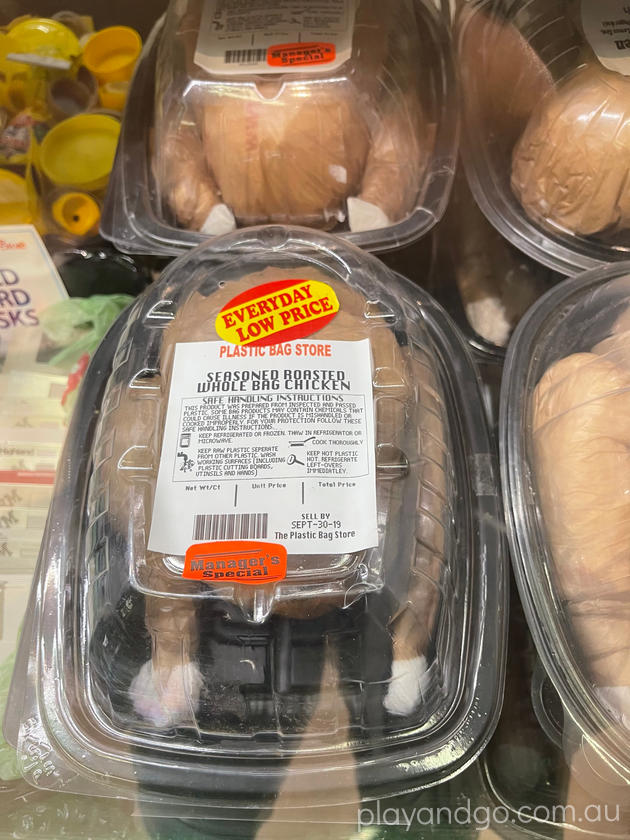 Manager's
Special
EVERYDAY
LOW PRICE
PLASTIC BAG STORE
SEASONED ROASTED
WHOLE BAG CHICKEN
SAFE HANDLING INSTRUCTIONS
THIS PRODUCT WAS PREPARED FROM INSPECTED AND PASSED
PLASTIC. SOME BAG PRODUCTS MAY CONTAIN CHEMICALS THAT
COULD CAUSE ILLNESS IF THE PRODUCT IS MISHANDLED OR
COOKED IMPROPERLY. FOR YOUR PROTECTION FOLLOW THESE
SAFE HANDLING INSTRUCTIONS.
KEEP REFRIGERATED OR FROZEN. THAW IN REFRIGERATOR OR
MICROWAVE.
COOK THOROUGHLY
KEEP RAW PLASTIC SEPERATE
FROM OTHER PLASTIC. WASH
WORKING SURFACES (INCLUDING
PLASTIC CUTTING BOARDS,
UTINSILS AND HANDS)
KEEP HOT PLASTIC
HOT. REFRIGERATE
LEFT-OVERS
IMMEDIATLEY.
Net Wt/Ct
Unit Price
Total Price
SELL BY
SEPT-30-19
The Plastic Bag Store
Manager's
Special
playandgo.com.au